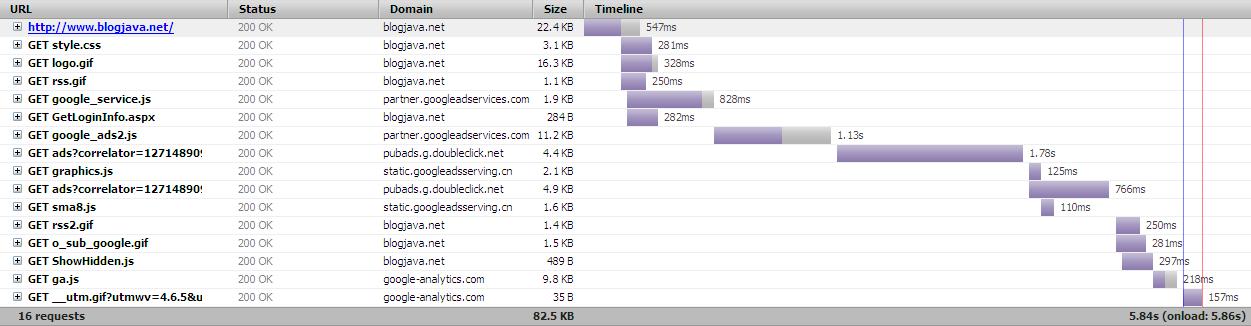 URL Status Domain Size Timeline
http://www.blogjava.net/ 200 OK blogjava.net 22.4 KB 547ms
GET style.css 200 OK blogjava.net 3.1 KB 281ms
GET logo.gif 200 OK blogjava.net 16.3 KB 328ms
GET rss.gif 200 OK blogjava.net 1.1 KB 250ms
GET google_service.js 200 OK partner.googleadservices.com 1.9 KB 828ms
GET GetLoginInfo.aspx 200 OK blogjava.net 284 B 282ms
GET google_ads2.js 200 OK partner.googleadservices.com 11.2 KB 1.13s
GET ads?correlator=127148909 200 OK pubads.g.doubleclick.net 4.4 KB 1.78s
GET graphics.js 200 OK static.googleadsserving.cn 2.1 KB 125ms
GET ads?correlator=127148909 200 OK pubads.g.doubleclick.net 4.9 KB 766ms
GET sma8.js 200 OK static.googleadsserving.cn 1.6 KB 110ms
GET rss2.gif 200 OK blogjava.net 1.4 KB 250ms
GET o_sub_google.gif 200 OK blogjava.net 1.5 KB 281ms
GET ShowHidden.js 200 OK blogjava.net 489 B 297ms
GET ga.js 200 OK google-analytics.com 9.8 KB 218ms
GET __utm.gif?utmwv=4.6.5&u 200 OK google-analytics.com 35 B 157ms
16 requests 82.5 KB 5.84s (onload: 5.86s)